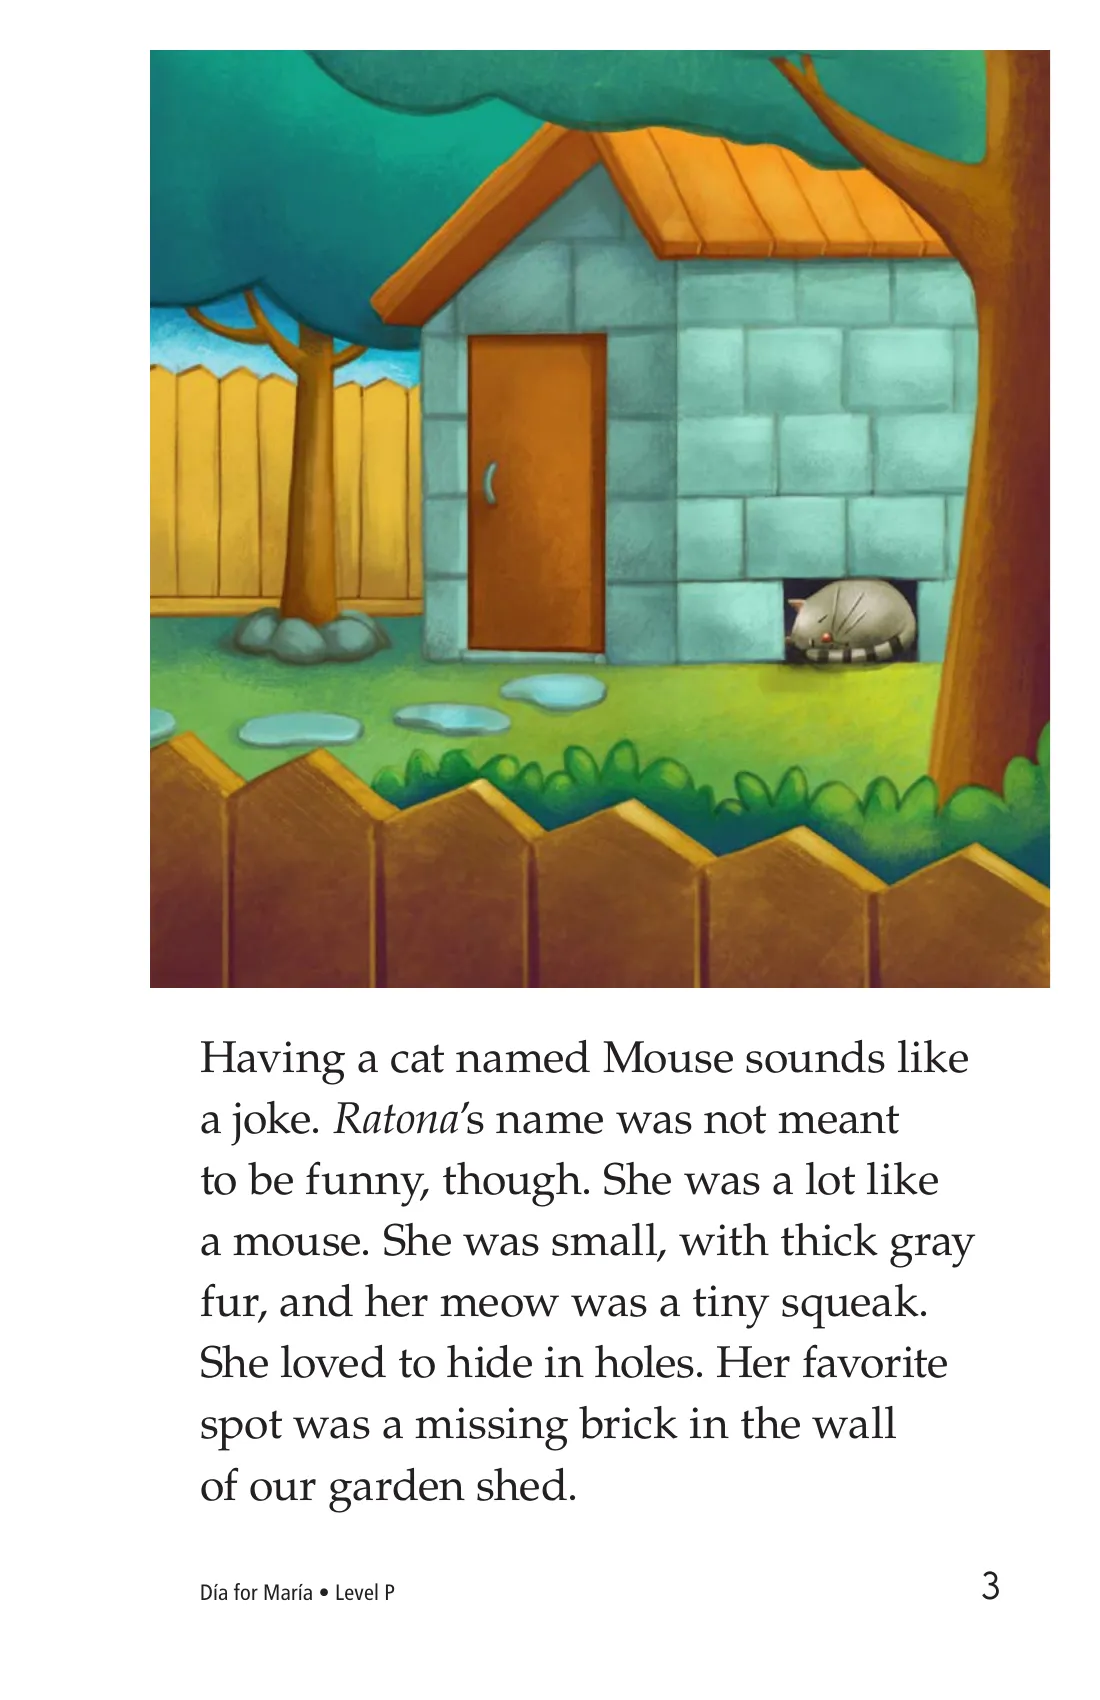 Having a cat named Mouse sounds like
a joke. Ratona’s name was not meant
to be funny, though. She was a lot like
a mouse. She was small, with thick gray
fur, and her meow was a tiny squeak.
She loved to hide in holes. Her favorite
spot was a missing brick in the wall
of our garden shed.
Día for María • Level P
3